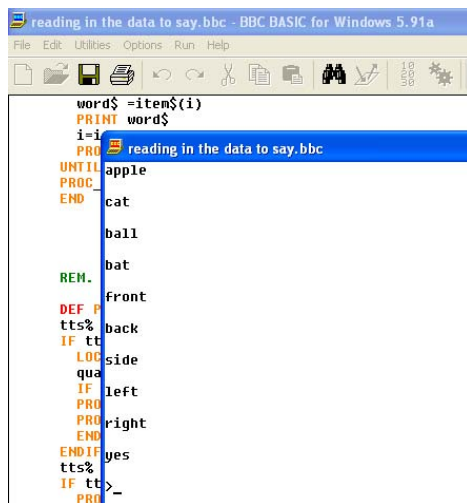 reading in the data to say.bbc - BBC BASIC for Windows 5.91a
File Edit Utilities Options Run Help
word$ =item$(i)
PRINT word$
i=i
PRO
UNTIL
PROC_
END
REM.
DEF P
tts%
IF tt
LOC
qua
IF
PRO
PRO
END
ENDIF
tts%
IF tt
PRO
reading in the data to say.bbc
apple
cat
ball
bat
front
back
side
left
right
yes
>_